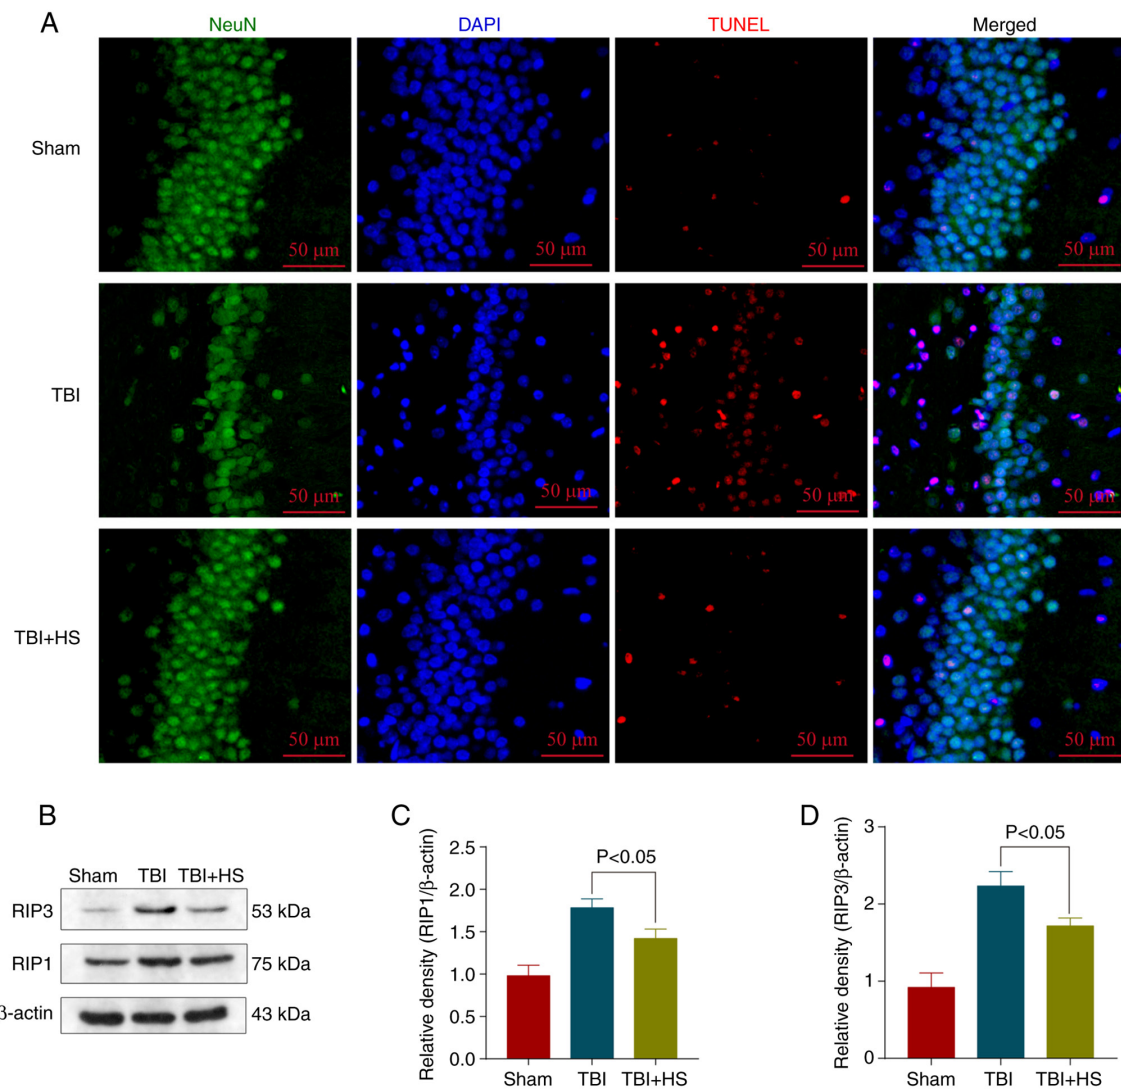 A
NeuN DAPI TUNEL Merged
Sham
50 μm 50 μm 50 μm 50 μm
TBI
50 μm 50 μm 50 μm 50 μm
TBI+HS
50 μm 50 μm 50 μm 50 μm
B
Sham TBI TBI+HS
RIP3 53 kDa
RIP1 75 kDa
β-actin 43 kDa
C
Relative density (RIP1/β-actin)
2.5
2.0
1.5
1.0
0.5
0.0
P<0.05
Sham TBI TBI+HS
D
Relative density (RIP3/β-actin)
3
2
1
0
P<0.05
Sham TBI TBI+HS